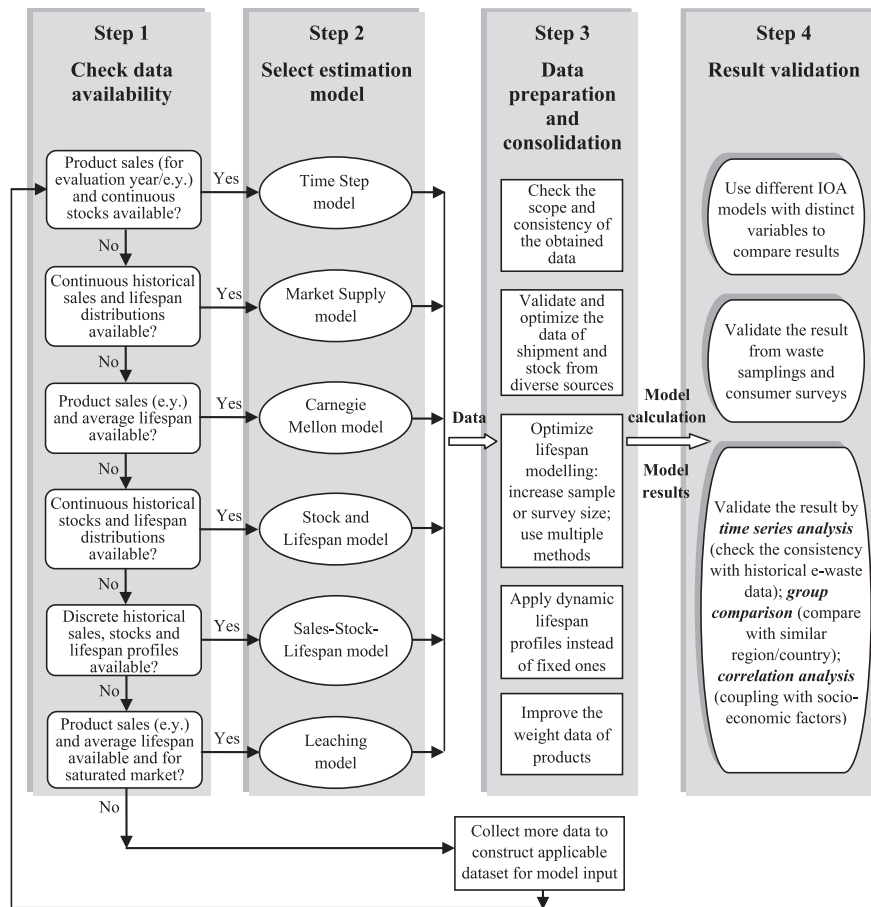 Step 1
Check data
availability
Product sales (for
evaluation year/e.y.)
and continuous
stocks available?
Yes
No
Continuous historical
sales and lifespan
distributions
available?
Yes
No
Product sales (e.y.)
and average lifespan
available?
Yes
No
Continuous historical
stocks and lifespan
distributions
available?
Yes
No
Discrete historical
sales, stocks and
lifespan profiles
available?
Yes
No
Product sales (e.y.)
and average lifespan
available and for
saturated market?
Yes
No
Step 2
Select estimation
model
Time Step
model
Market Supply
model
Carnegie
Mellon model
Stock and
Lifespan model
Sales-Stock-
Lifespan model
Leaching
model
Data
Step 3
Data
preparation
and
consolidation
Check the
scope and
consistency of
the obtained
data
Validate and
optimize the
data of
shipment and
stock from
diverse sources
Optimize
lifespan
modelling:
increase sample
or survey size;
use multiple
methods
Apply dynamic
lifespan
profiles instead
of fixed ones
Improve the
weight data of
products
Model
calculation
Model
results
Step 4
Result validation
Use different IOA
models with distinct
variables to
compare results
Validate the result
from waste
samplings and
consumer surveys
Validate the result by
time series analysis
(check the consistency
with historical e-waste
data); group
comparison (compare
with similar
region/country);
correlation analysis
(coupling with socio-
economic factors)
Collect more data to
construct applicable
dataset for model input